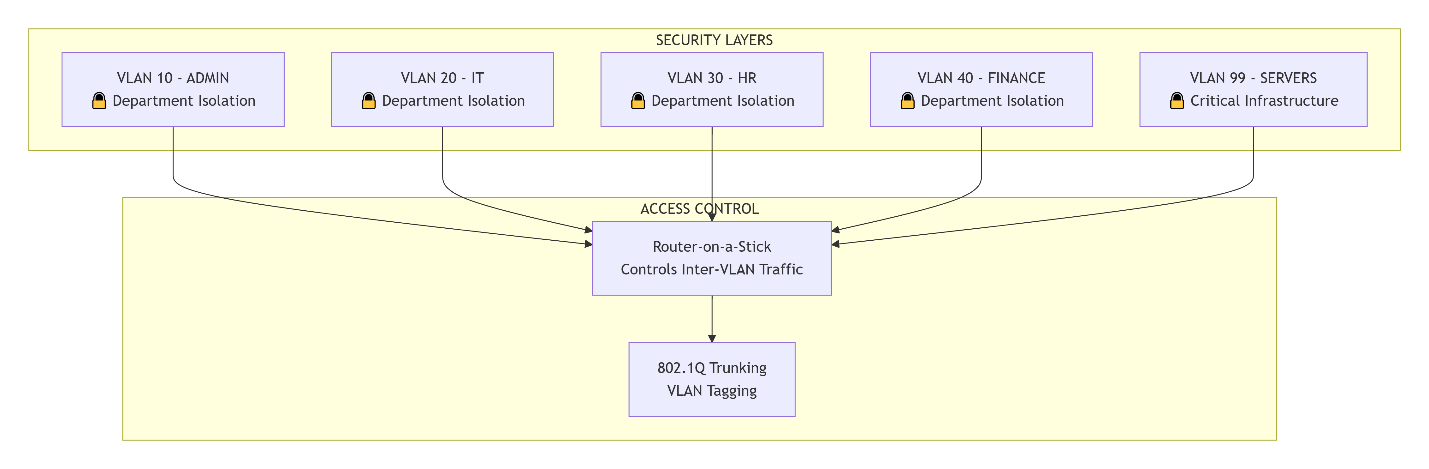 SECURITY LAYERS
VLAN 10 - ADMIN
🔒 Department Isolation
VLAN 20 - IT
🔒 Department Isolation
VLAN 30 - HR
🔒 Department Isolation
VLAN 40 - FINANCE
🔒 Department Isolation
VLAN 99 - SERVERS
🔒 Critical Infrastructure
ACCESS CONTROL
Router-on-a-Stick
Controls Inter-VLAN Traffic
802.1Q Trunking
VLAN Tagging